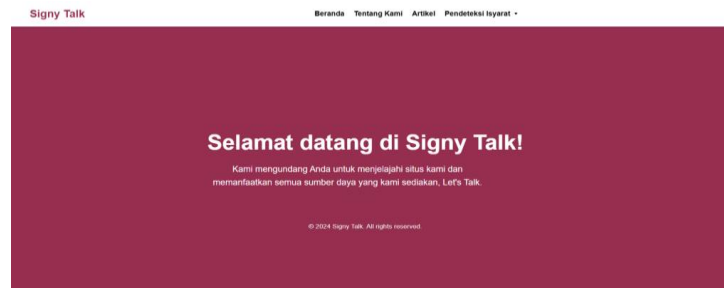 Signy Talk
Beranda Tentang Kami Artikel Pendeteksi Isyarat
Selamat datang di Signy Talk!
Kami mengundang Anda untuk menjelajahi situs kami dan
memanfaatkan semua sumber daya yang kami sediakan, Let's Talk.
© 2024 Signy Talk. All rights reserved.